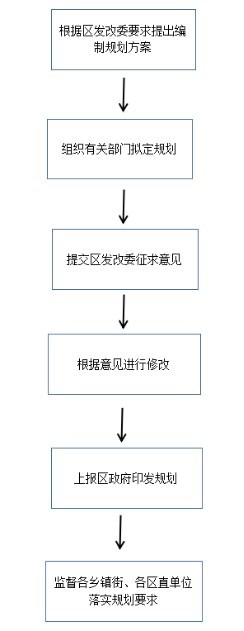 根据区发改委要求提出编
制规划方案
组织有关部门拟定规划
提交区发改委征求意见
根据意见进行修改
上报区政府印发规划
监督各乡镇街、各区直单位
落实规划要求